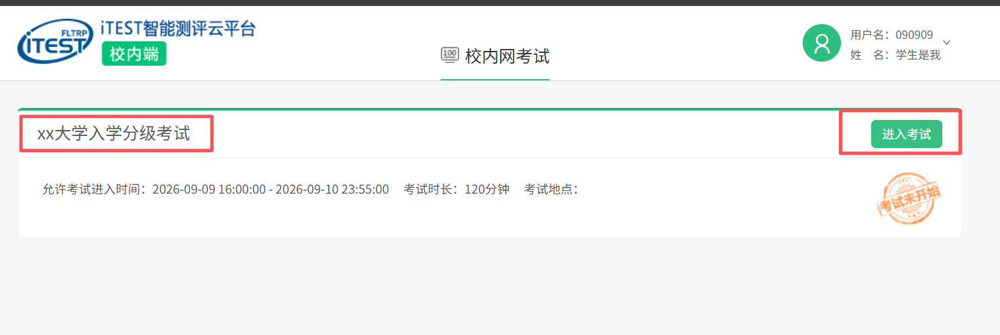 FLTRP
iTEST
iTEST智能测评云平台
校内端
100
校内网考试
用户名：090909
姓 名：学生是我
xx大学入学分级考试
进入考试
允许考试进入时间：2026-09-09 16:00:00 - 2026-09-10 23:55:00 考试时长：120分钟 考试地点：
考试未开始